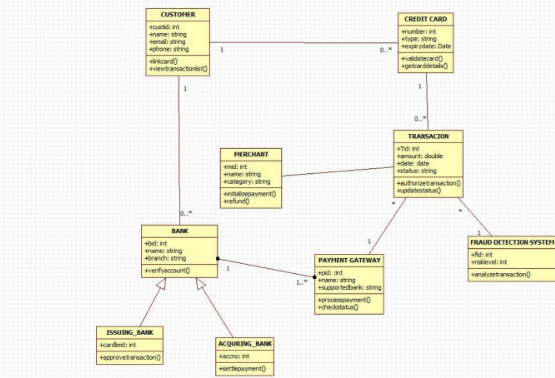 CUSTOMER
+custid: int
+name: string
+email: string
+phone: string
+linkcard()
+viewtransactionlist()
1
0..*
1
0..*
CREDIT CARD
+number: int
+type: string
+expirydate: Date
+validatecard()
+getcarddetails()
1
0..*
TRANSACION
+Tid: int
+amount: double
+date: date
+status: string
+authorizetransaction()
+updatestatus()
*
1
*
1
MERCHANT
+mid: int
+name: string
+category: string
+initializepayment()
+refund()
BANK
+bid: int
+name: string
+branch: string
+verifyaccount()
1
1..*
PAYMENT GATEWAY
+pid: int
+name: string
+supportedbank: string
+processpayment()
+checkstatus()
FRAUD DETECTION SYSTEM
+fid: int
+risklevel: int
+analyzetransaction()
ISSUING_BANK
+cardlimit: int
+approvetransaction()
ACQURING_BANK
+accno: int
+settlepayment()